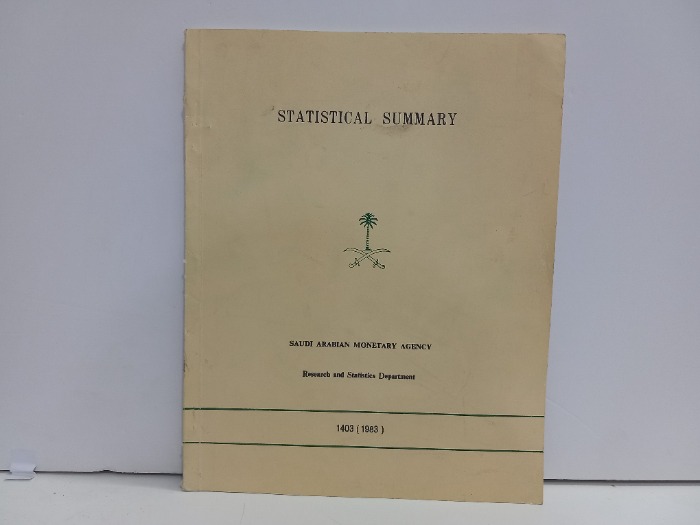 STATISTICAL SUMMARY
SAUDI ARABIAN MONETARY AGENCY
Research and Statistics Department
1403 ( 1983 )